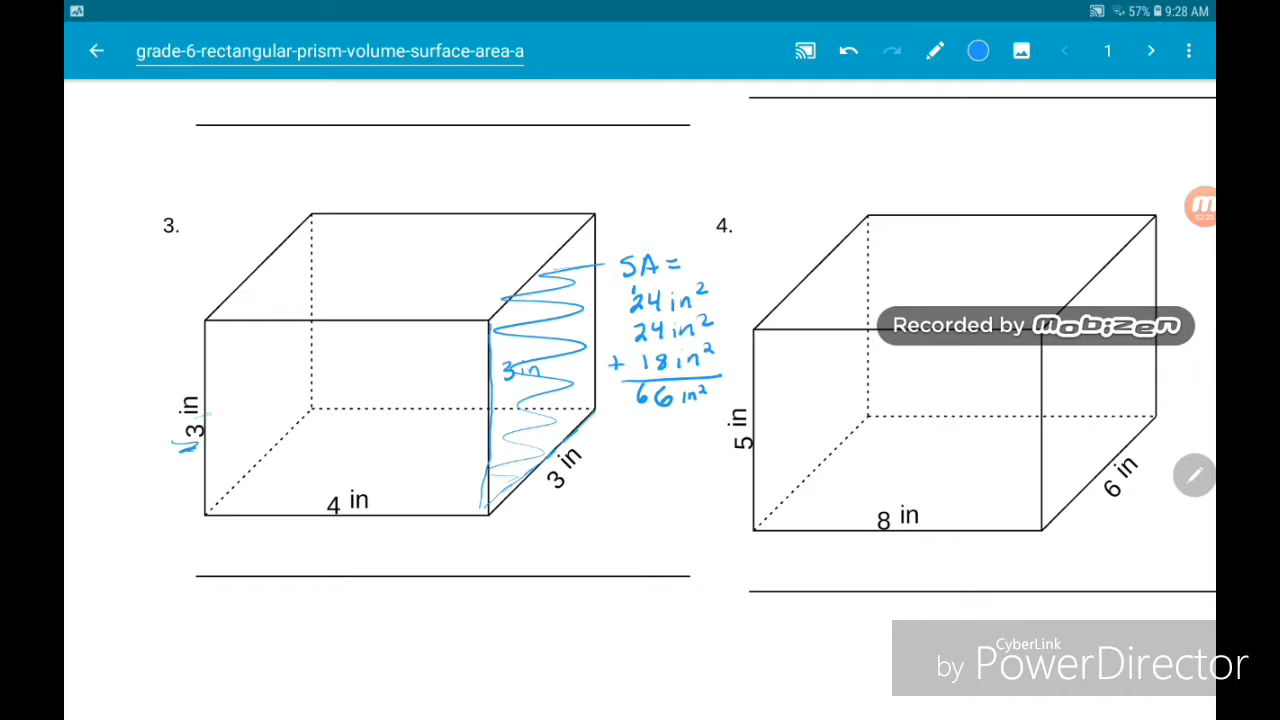 57% 9:28 AM
grade-6-rectangular-prism-volume-surface-area-a
1
3.
3 in
4 in
3 in
3 in
SA =
24 in²
24 in²
+ 18 in²
66 in²
4.
5 in
8 in
6 in
02:23
Recorded by mobizen
CyberLink
by PowerDirector